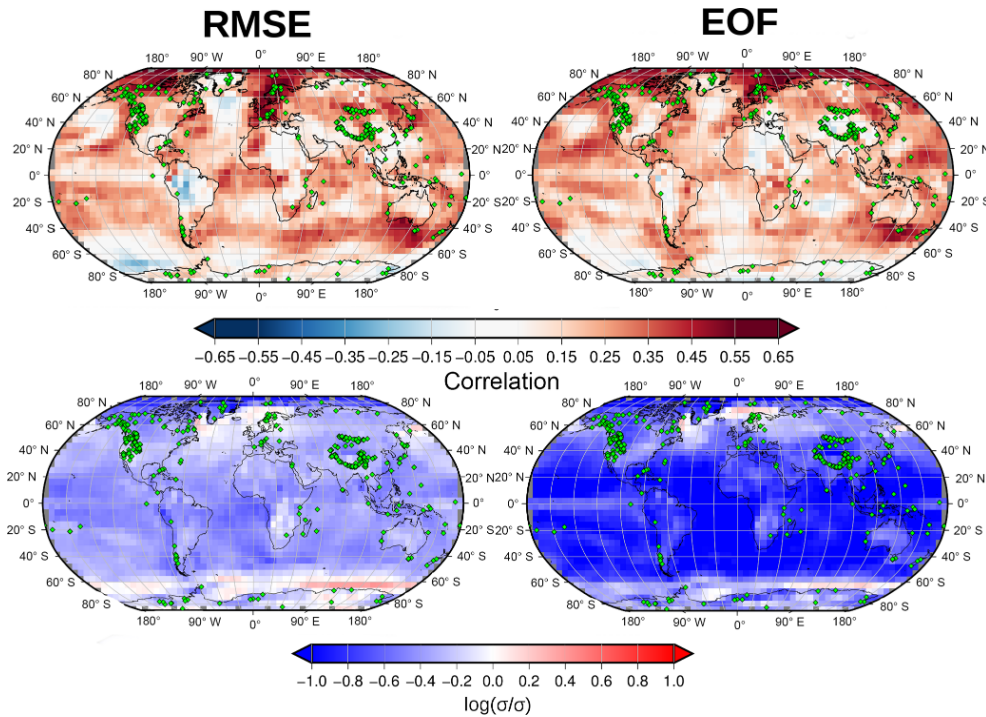 RMSE EOF
180° 90° W 0° 90° E 180° 180° 90° W 0° 90° E 180°
80° N 80° N 80° N 80° N
60° N 60° N 60° N 60° N
40° N 40° N 40° N 40° N
20° N 20° N 20° N 20° N
0° 0° 0° 0°
20° S 20° S 20° S 20° S
40° S 40° S 40° S 40° S
60° S 60° S 60° S 60° S
80° S 80° S 80° S 80° S
180° 90° W 0° 90° E 180° 180° 90° W 0° 90° E 180°
−0.65 −0.55 −0.45 −0.35 −0.25 −0.15 −0.05 0.05 0.15 0.25 0.35 0.45 0.55 0.65
Correlation
180° 90° W 0° 90° E 180° 180° 90° W 0° 90° E 180°
80° N 80° N 80° N 80° N
60° N 60° N 60° N 60° N
40° N 40° N 40° N 40° N
20° N 20° N 20° N 20° N
0° 0° 0° 0°
20° S 20° S 20° S 20° S
40° S 40° S 40° S 40° S
60° S 60° S 60° S 60° S
80° S 80° S 80° S 80° S
180° 90° W 0° 90° E 180° 180° 90° W 0° 90° E 180°
−1.0 −0.8 −0.6 −0.4 −0.2 0.0 0.2 0.4 0.6 0.8 1.0
log(σ/σ)